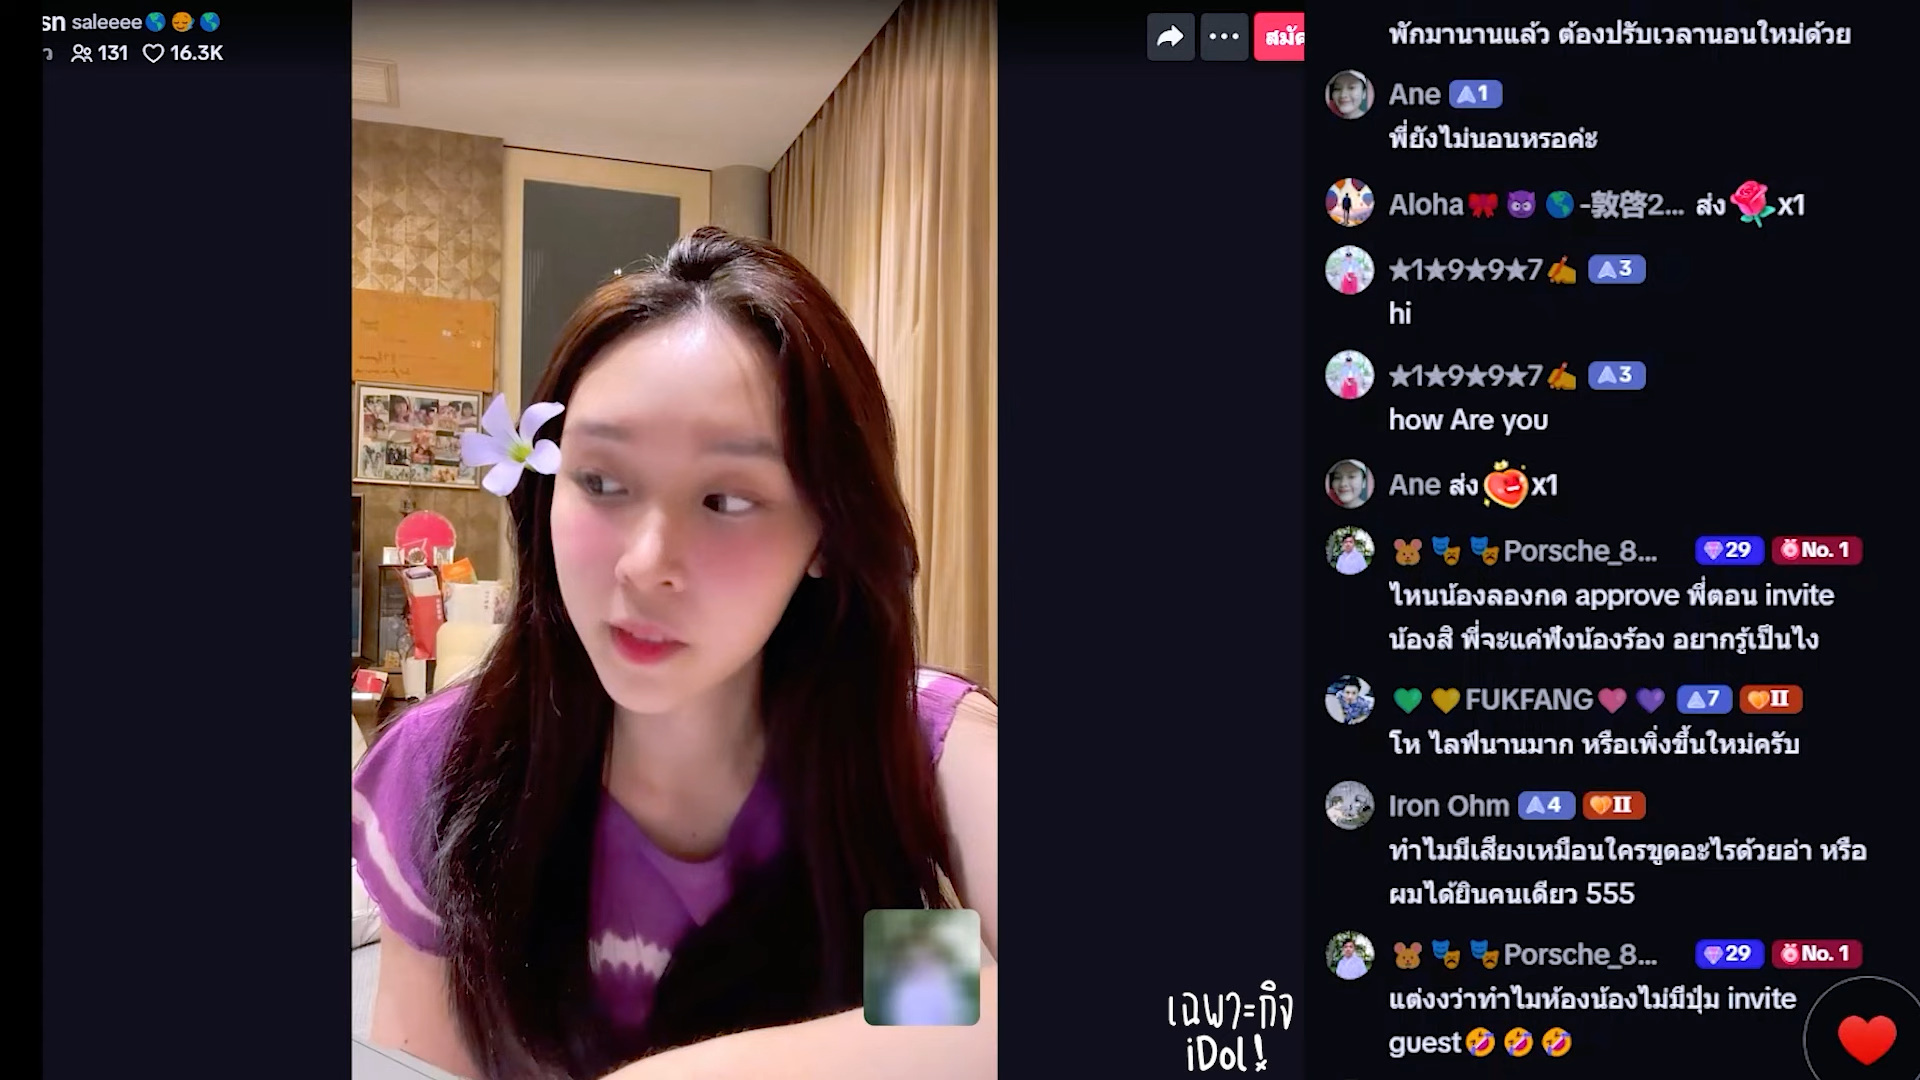 sn saleeee
131 16.3K
สมัค
พักมานานแล้ว ต้องปรับเวลานอนใหม่ด้วย
Ane 1
พี่ยังไม่นอนหรอค่ะ
Aloha -敦啓2... ส่ง x1
★1★9★9★7 3
hi
★1★9★9★7 3
how Are you
Ane ส่ง x1
Porsche_8... 29 No. 1
ไหนน้องลองกด approve พี่ตอน invite
น้องสิ พี่จะแค่ฟังน้องร้อง อยากรู้เป็นไง
FUKFANG 7 II
โห ไลฟ์นานมาก หรือเพิ่งขึ้นใหม่ครับ
Iron Ohm 4 II
ทำไมมีเสียงเหมือนใครขูดอะไรด้วยอ่า หรือ
ผมได้ยินคนเดียว 555
Porsche_8... 29 No. 1
แต่งงว่าทำไมห้องน้องไม่มีปุ่ม invite
guest
เฉพาะกิจ
iDol!